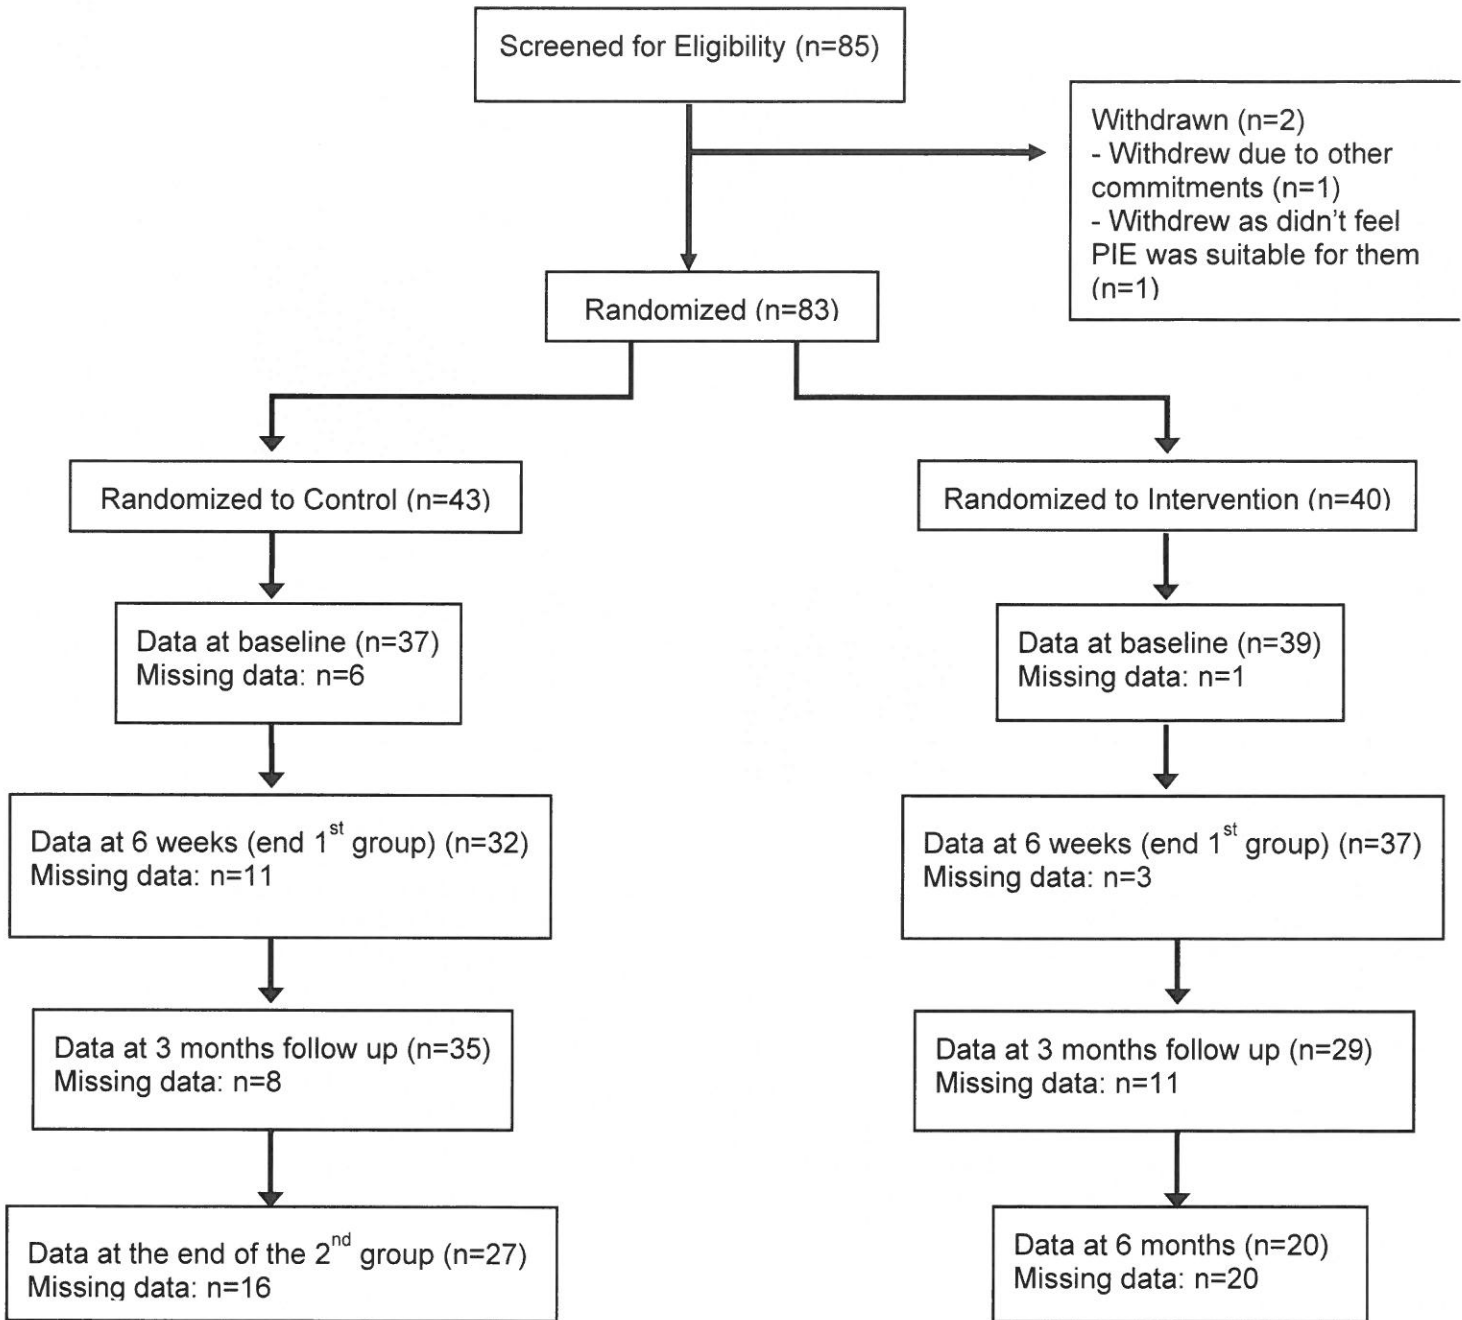 Screened for Eligibility (n=85)
Withdrawn (n=2)
- Withdrew due to other
commitments (n=1)
- Withdrew as didn't feel
PIE was suitable for them
(n=1)
Randomized (n=83)
Randomized to Control (n=43)
Randomized to Intervention (n=40)
Data at baseline (n=37)
Missing data: n=6
Data at baseline (n=39)
Missing data: n=1
Data at 6 weeks (end 1st group) (n=32)
Missing data: n=11
Data at 6 weeks (end 1st group) (n=37)
Missing data: n=3
Data at 3 months follow up (n=35)
Missing data: n=8
Data at 3 months follow up (n=29)
Missing data: n=11
Data at the end of the 2nd group (n=27)
Missing data: n=16
Data at 6 months (n=20)
Missing data: n=20